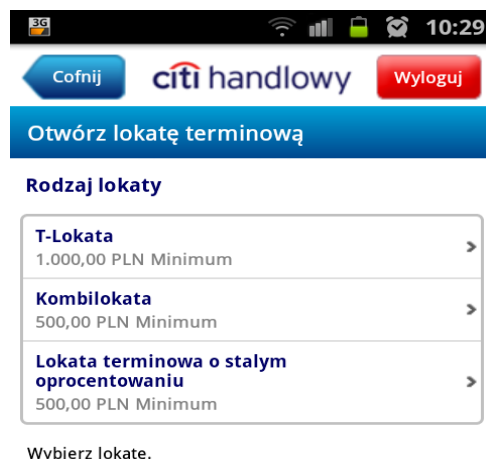 3G
10:29
Cofnij
citi handlowy
Wyloguj
Otwórz lokatę terminową
Rodzaj lokaty
T-Lokata
1.000,00 PLN Minimum
Kombilokata
500,00 PLN Minimum
Lokata terminowa o stalym
oprocentowaniu
500,00 PLN Minimum
Wybierz lokatę.